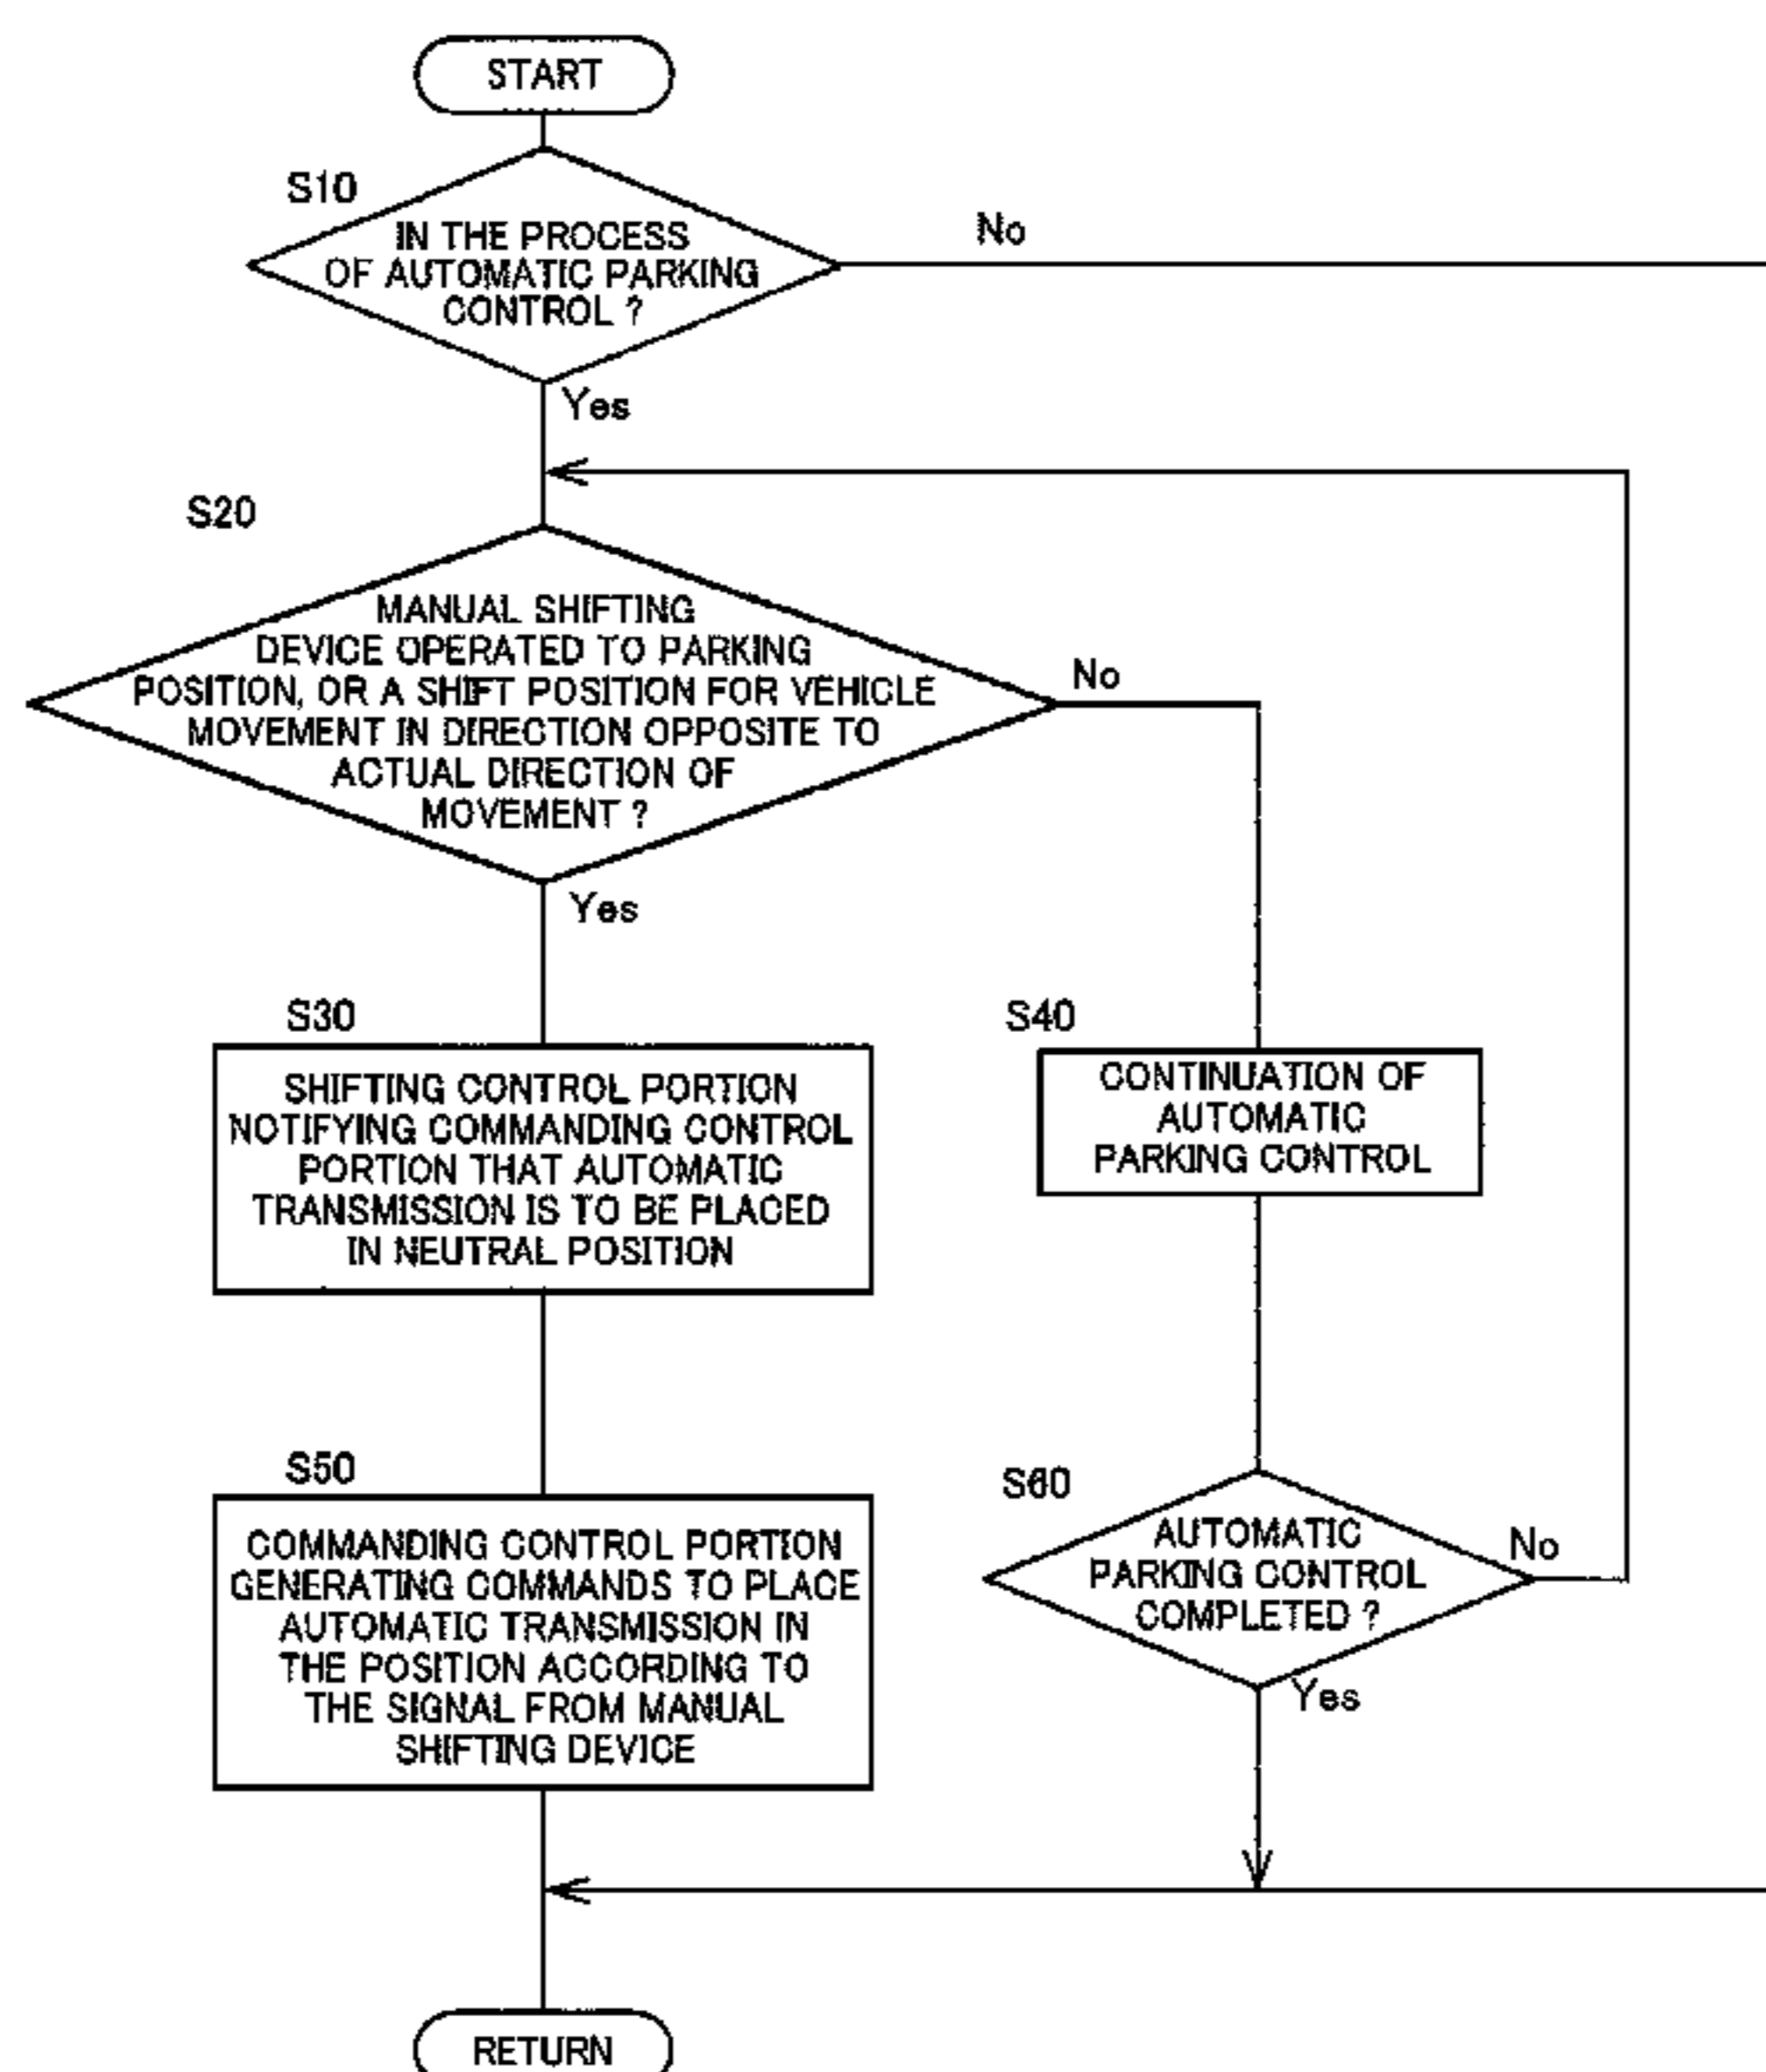 START
S10
IN THE PROCESS
OF AUTOMATIC PARKING
CONTROL ?
No
Yes
S20
MANUAL SHIFTING
DEVICE OPERATED TO PARKING
POSITION, OR A SHIFT POSITION FOR VEHICLE
MOVEMENT IN DIRECTION OPPOSITE TO
ACTUAL DIRECTION OF
MOVEMENT ?
No
Yes
S30
SHIFTING CONTROL PORTION
NOTIFYING COMMANDING CONTROL
PORTION THAT AUTOMATIC
TRANSMISSION IS TO BE PLACED
IN NEUTRAL POSITION
S40
CONTINUATION OF
AUTOMATIC
PARKING CONTROL
S50
COMMANDING CONTROL PORTION
GENERATING COMMANDS TO PLACE
AUTOMATIC TRANSMISSION IN
THE POSITION ACCORDING TO
THE SIGNAL FROM MANUAL
SHIFTING DEVICE
S60
AUTOMATIC
PARKING CONTROL
COMPLETED ?
No
Yes
RETURN